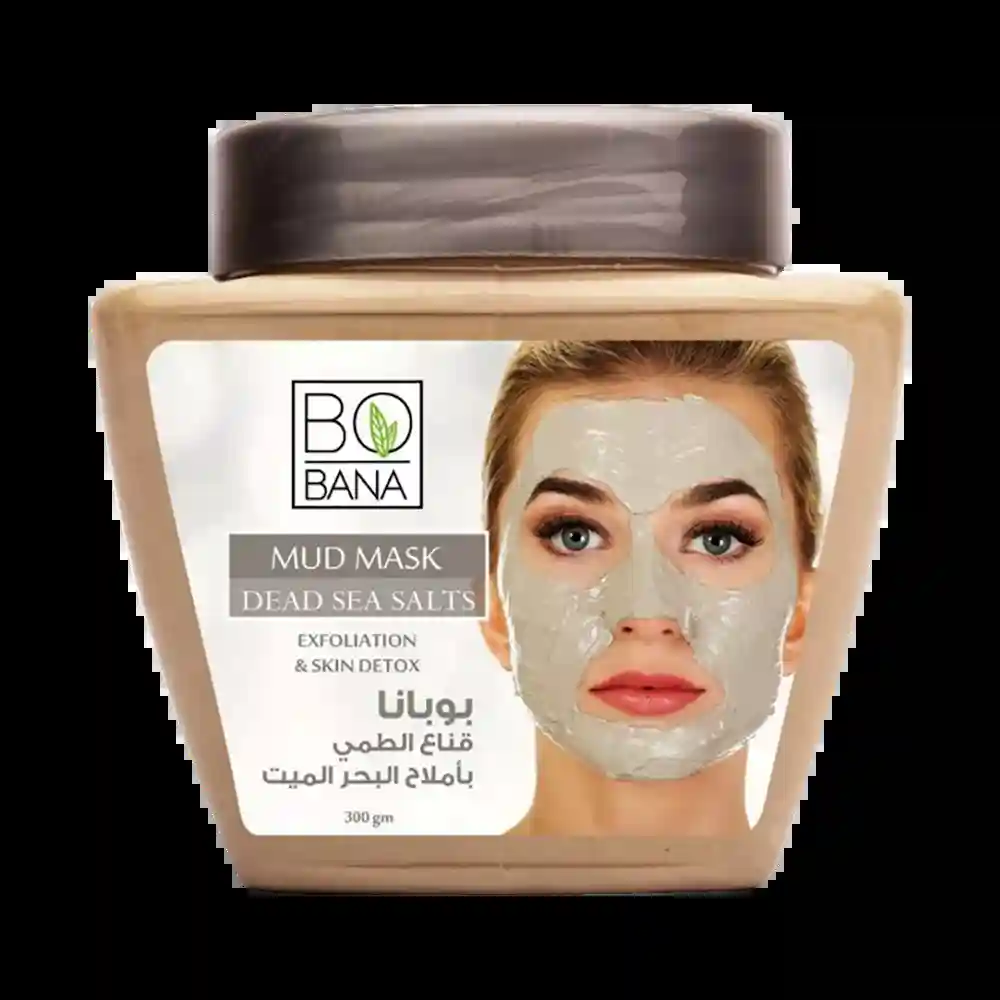 BO
BANA
MUD MASK
DEAD SEA SALTS
EXFOLIATION
& SKIN DETOX
بوبانا
قناع الطمي
بأملاح البحر الميت
300 gm